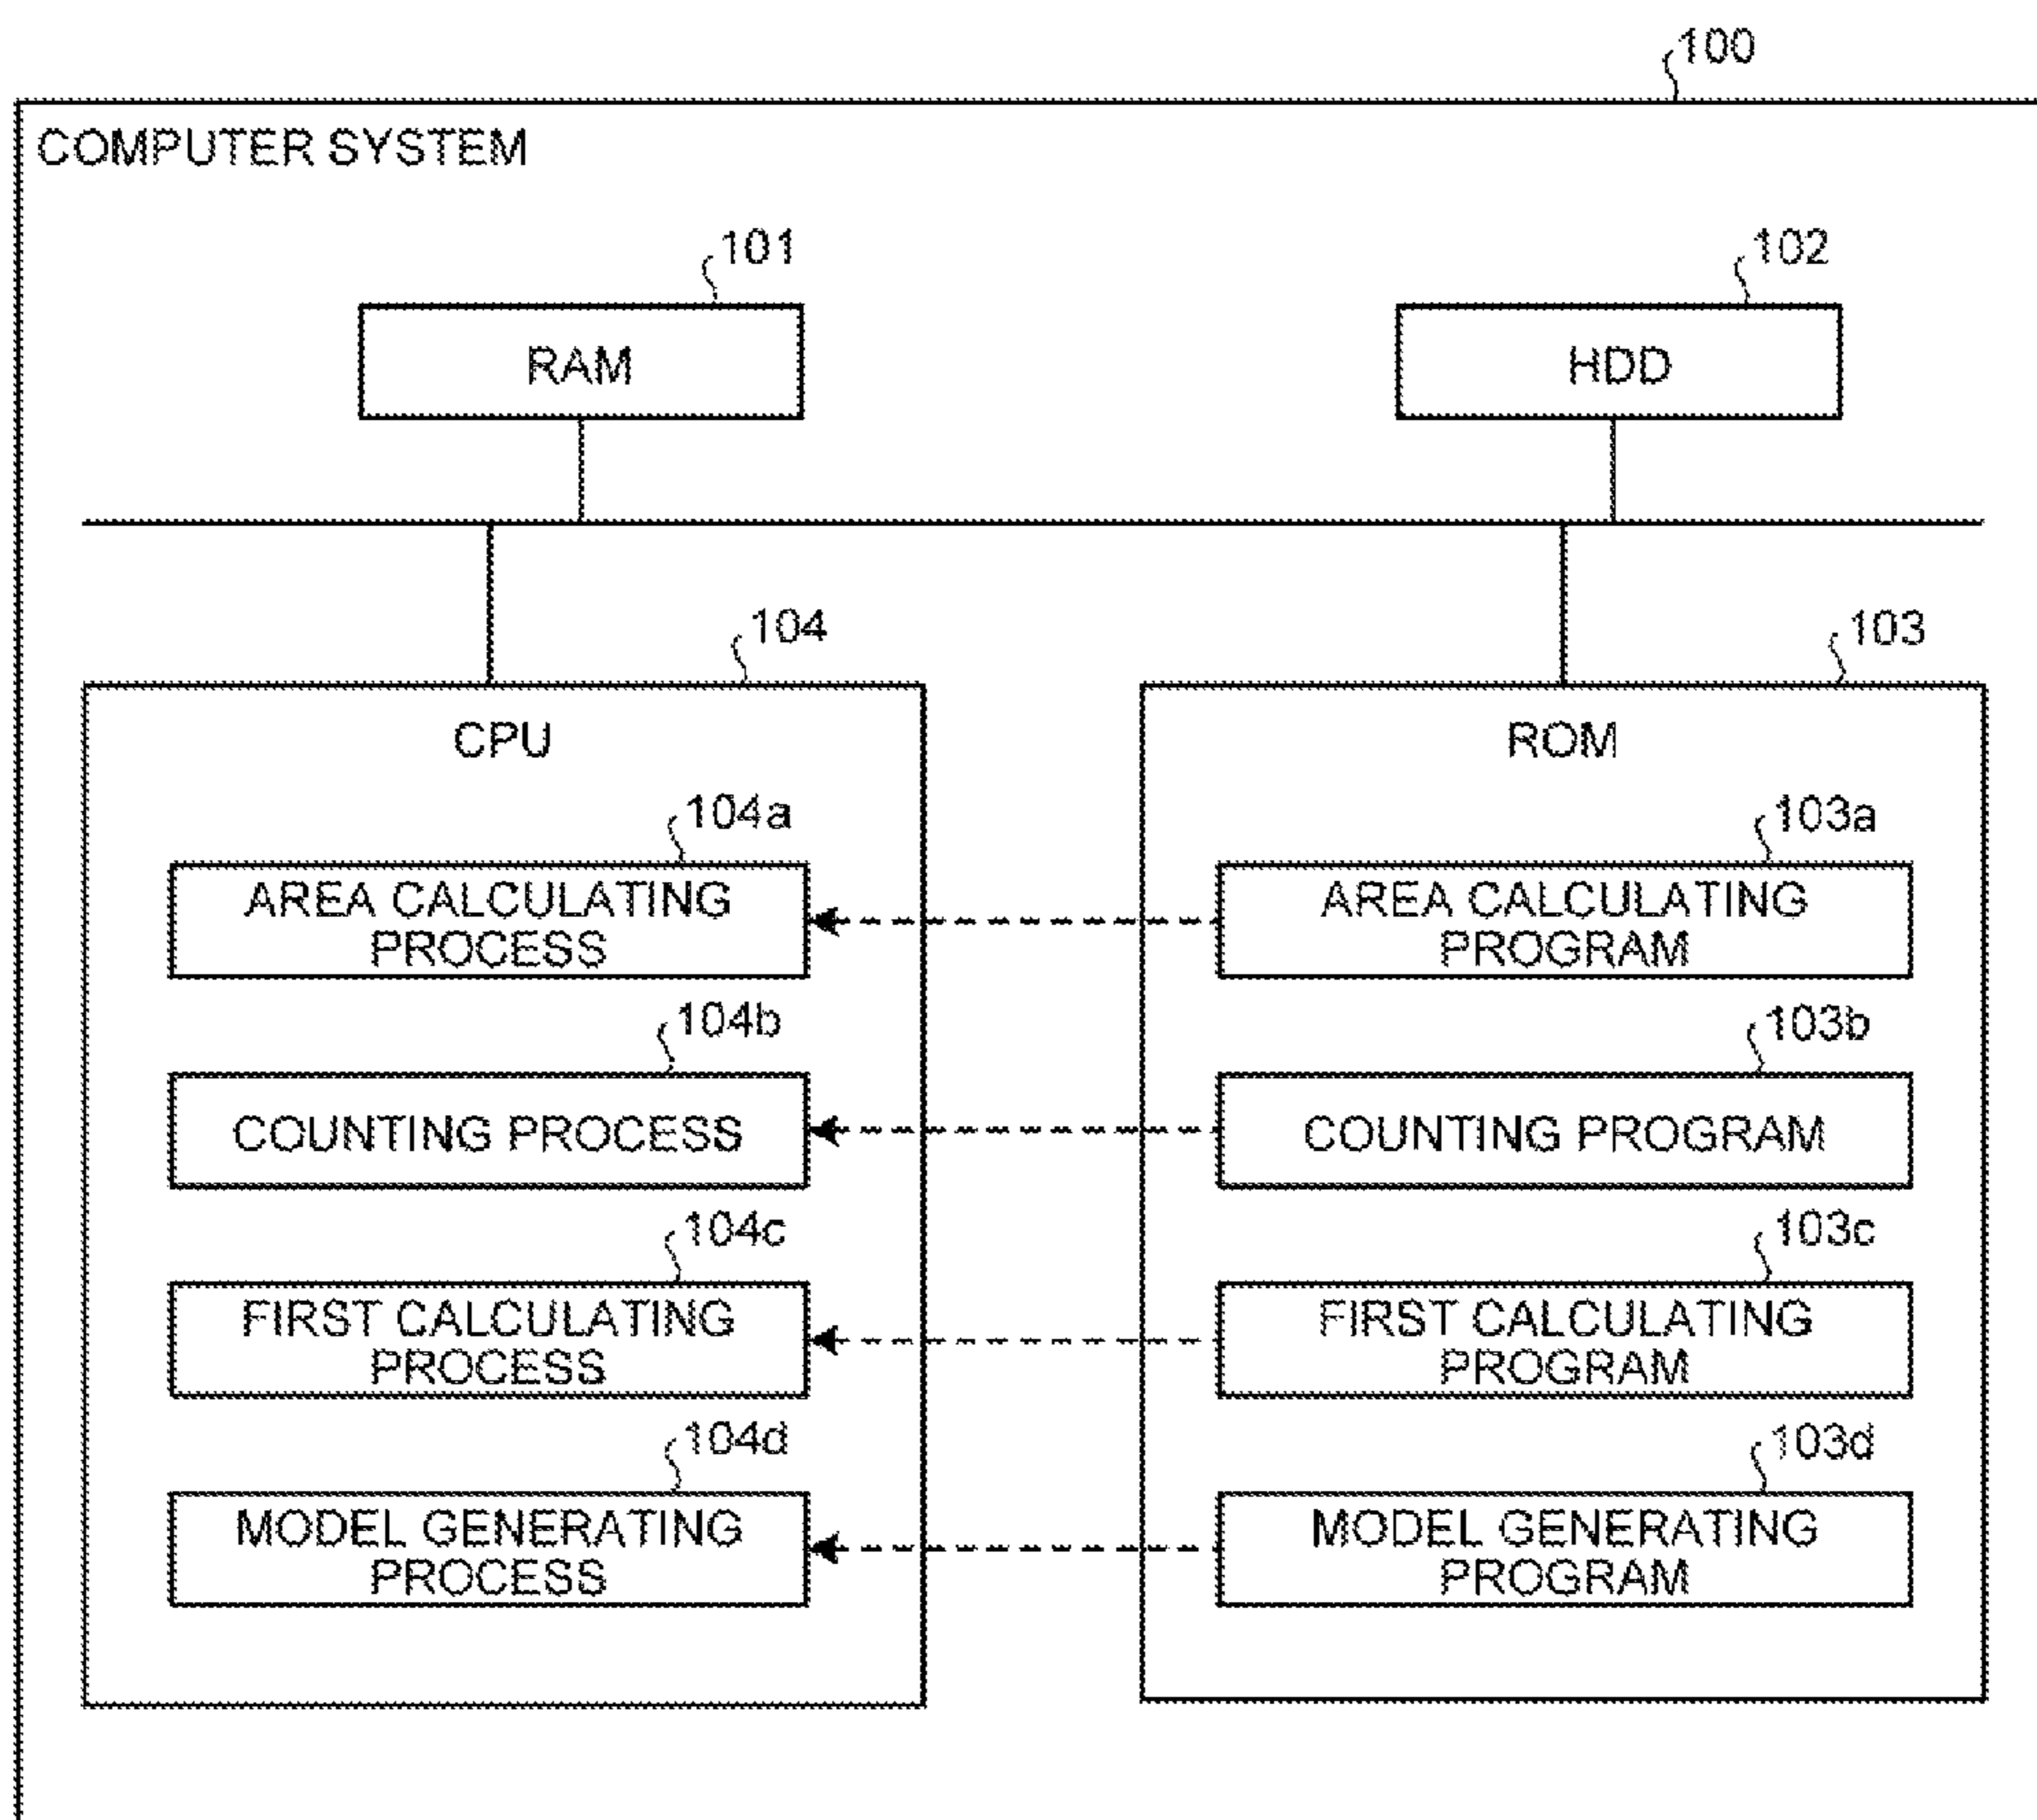 100
COMPUTER SYSTEM
101
102
RAM
HDD
104
103
CPU
ROM
104a
103a
AREA CALCULATING
PROCESS
AREA CALCULATING
PROGRAM
104b
103b
COUNTING PROCESS
COUNTING PROGRAM
104c
103c
FIRST CALCULATING
PROCESS
FIRST CALCULATING
PROGRAM
104d
103d
MODEL GENERATING
PROCESS
MODEL GENERATING
PROGRAM